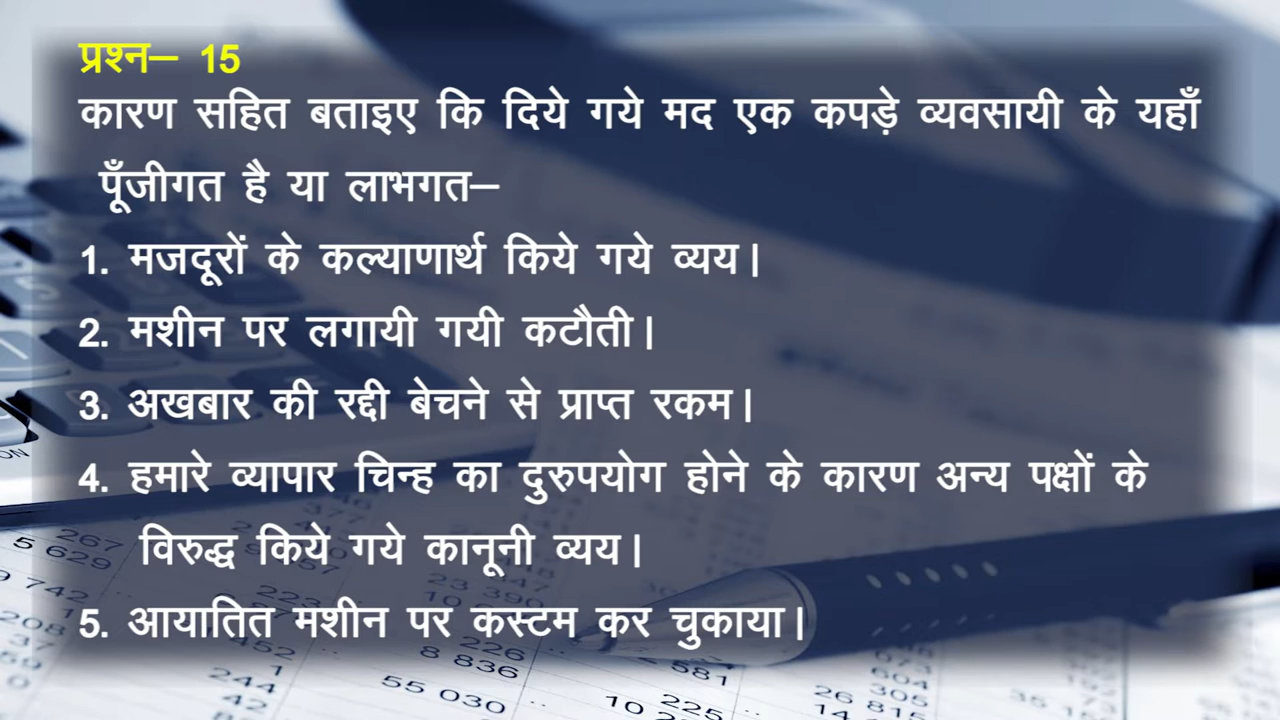 प्रश्न– 15
कारण सहित बताइए कि दिये गये मद एक कपड़े व्यवसायी के यहाँ
पूँजीगत है या लाभगत–
1. मजदूरों के कल्याणार्थ किये गये व्यय।
2. मशीन पर लगायी गयी कटौती।
3. अखबार की रद्दी बेचने से प्राप्त रकम।
4. हमारे व्यापार चिन्ह का दुरुपयोग होने के कारण अन्य पक्षों के
विरुद्ध किये गये कानूनी व्यय।
5. आयातित मशीन पर कस्टम कर चुकाया।